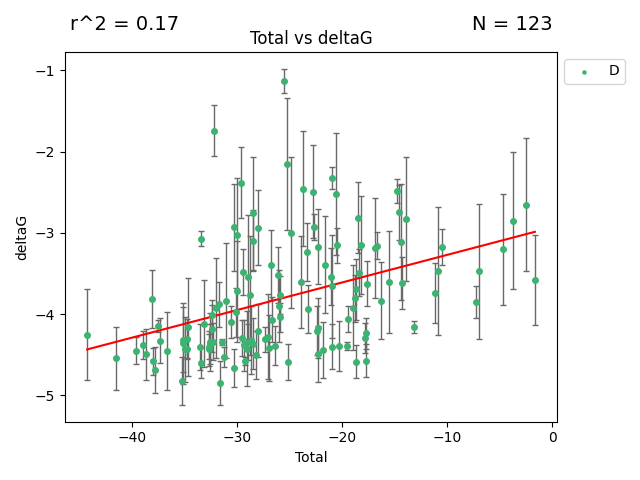 r^2 = 0.17
N = 123
Total vs deltaG
D
−1
−2
−3
−4
−5
deltaG
−40
−30
−20
−10
0
Total